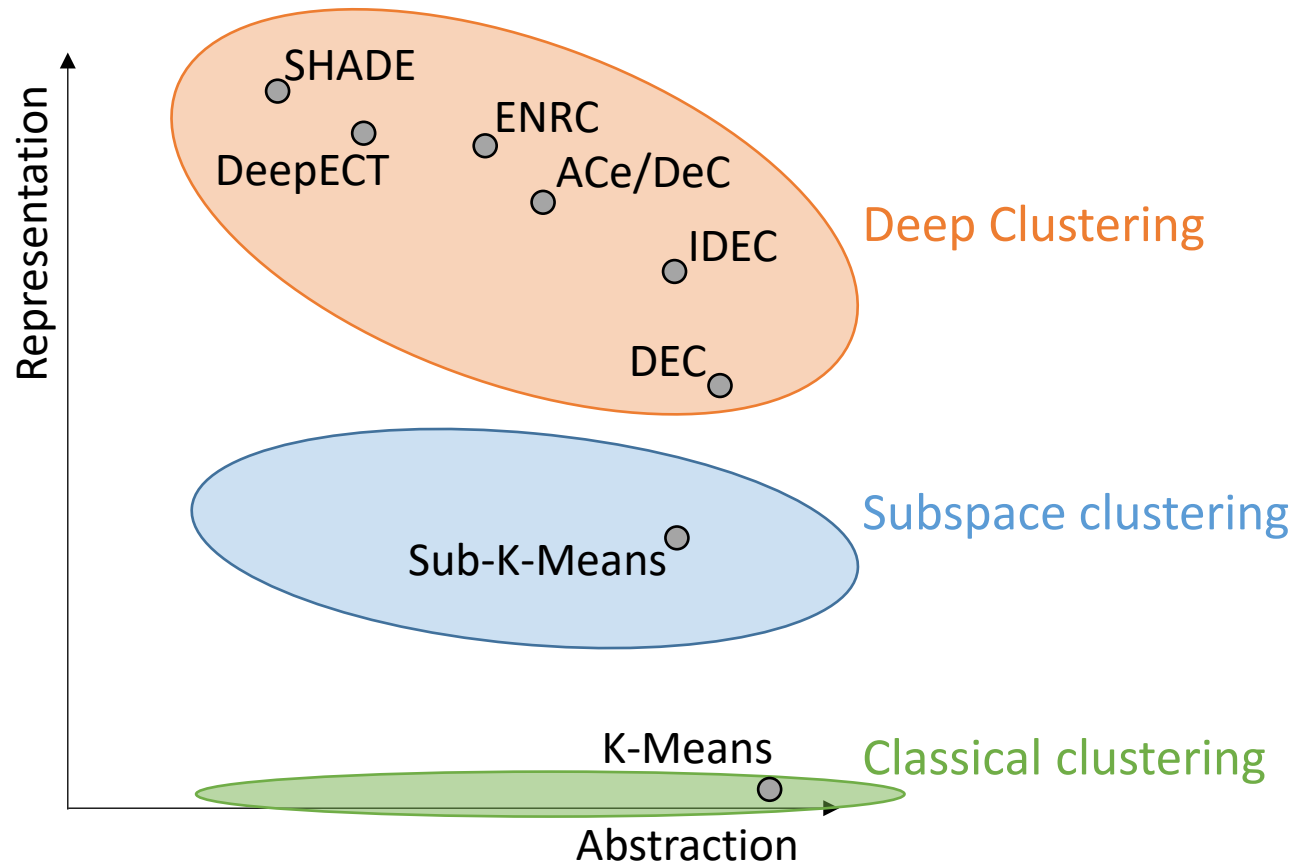 SHADE
ENRC
DeepECT
ACe/DeC
Deep Clustering
IDEC
Representation
DEC
Subspace clustering
Sub-K-Means
K-Means
Classical clustering
Abstraction